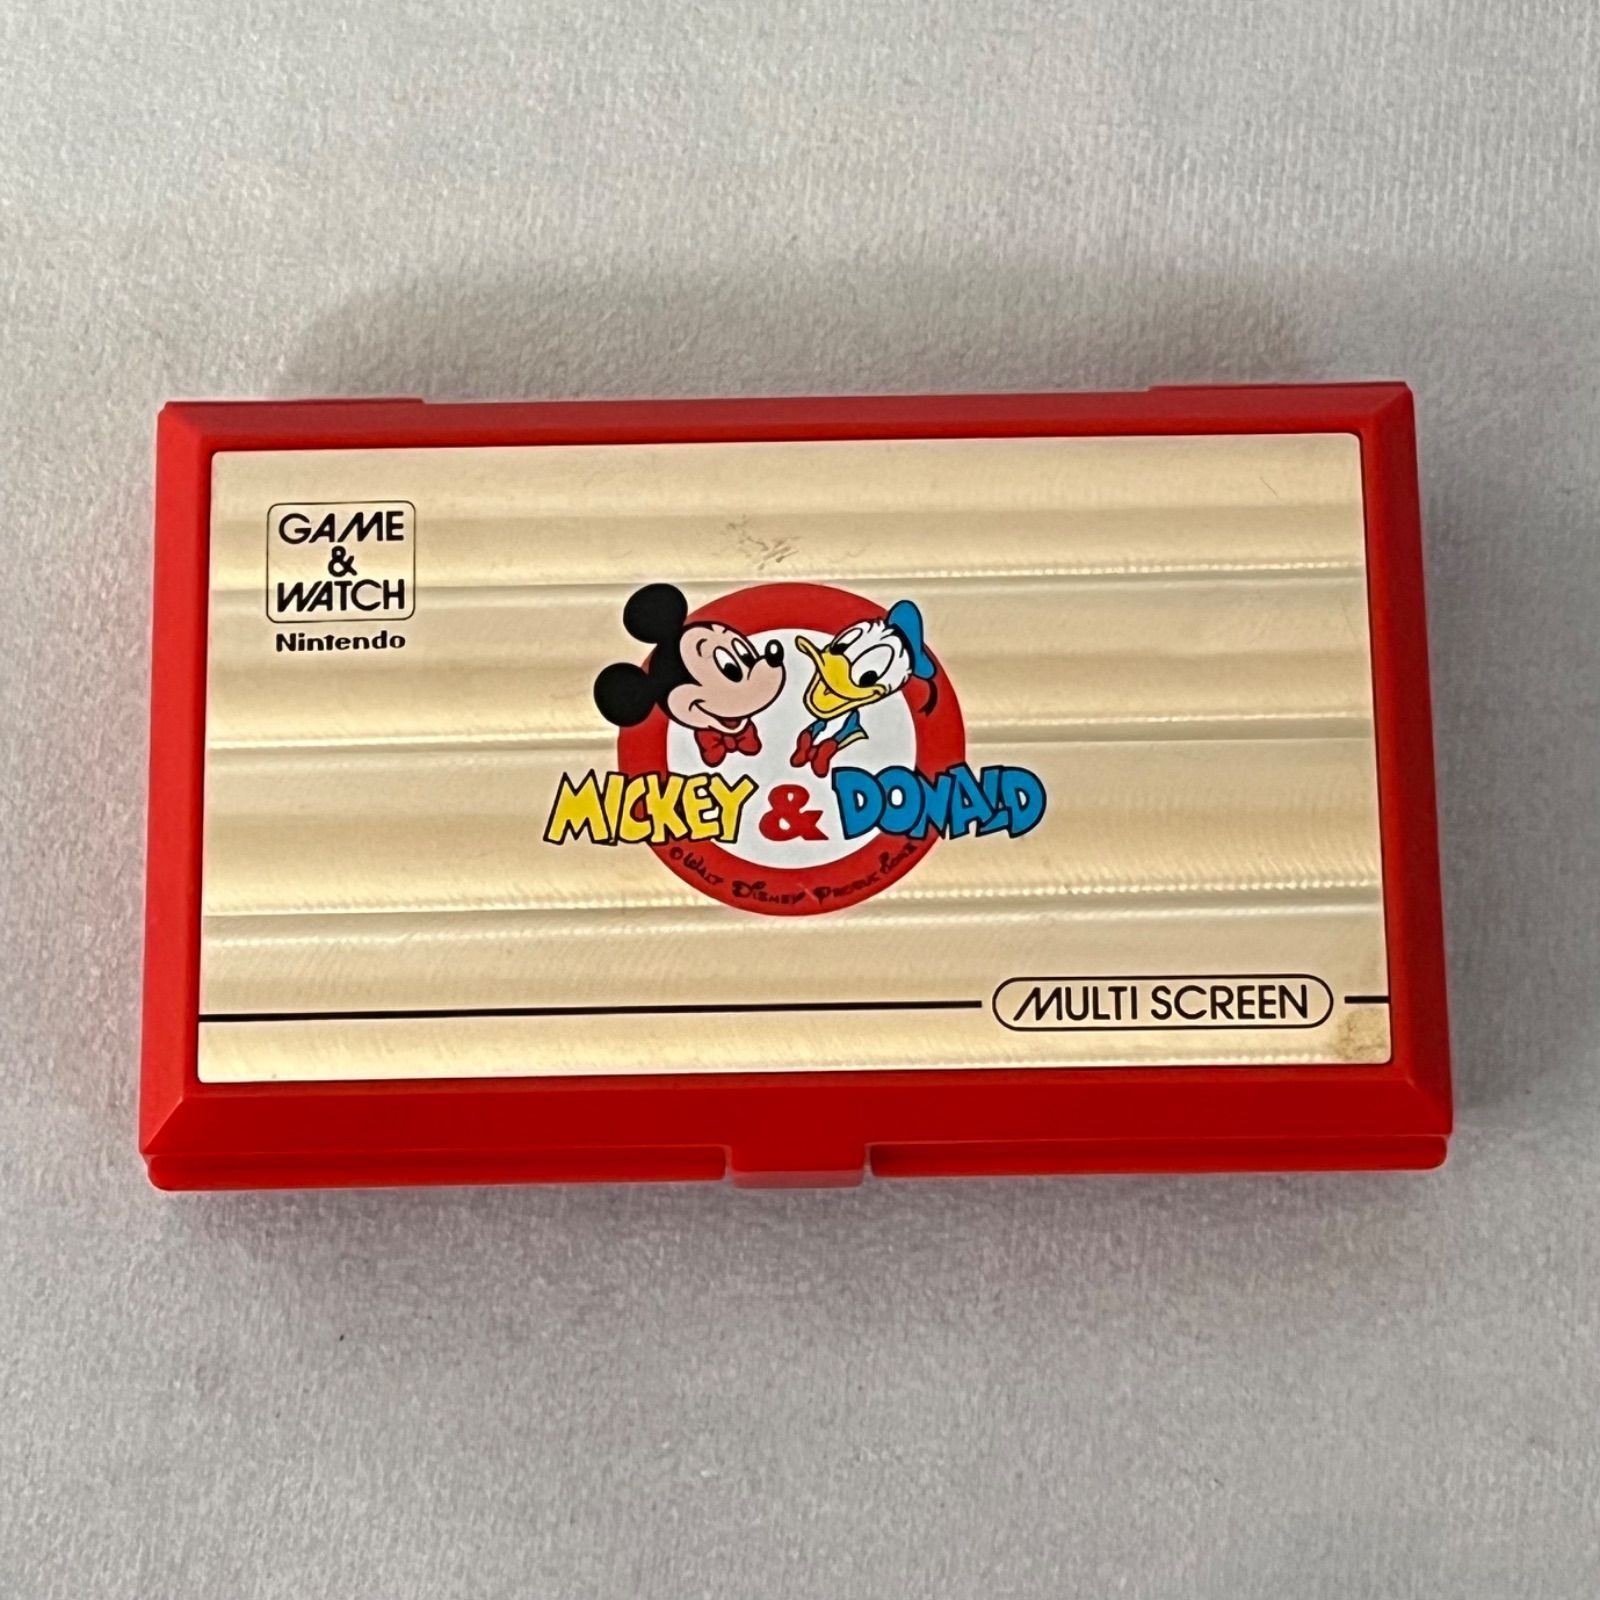 GAME
&
WATCH
Nintendo
MICKEY & DONALD
© WALT DISNEY PRODUCTIONS
MULTI SCREEN